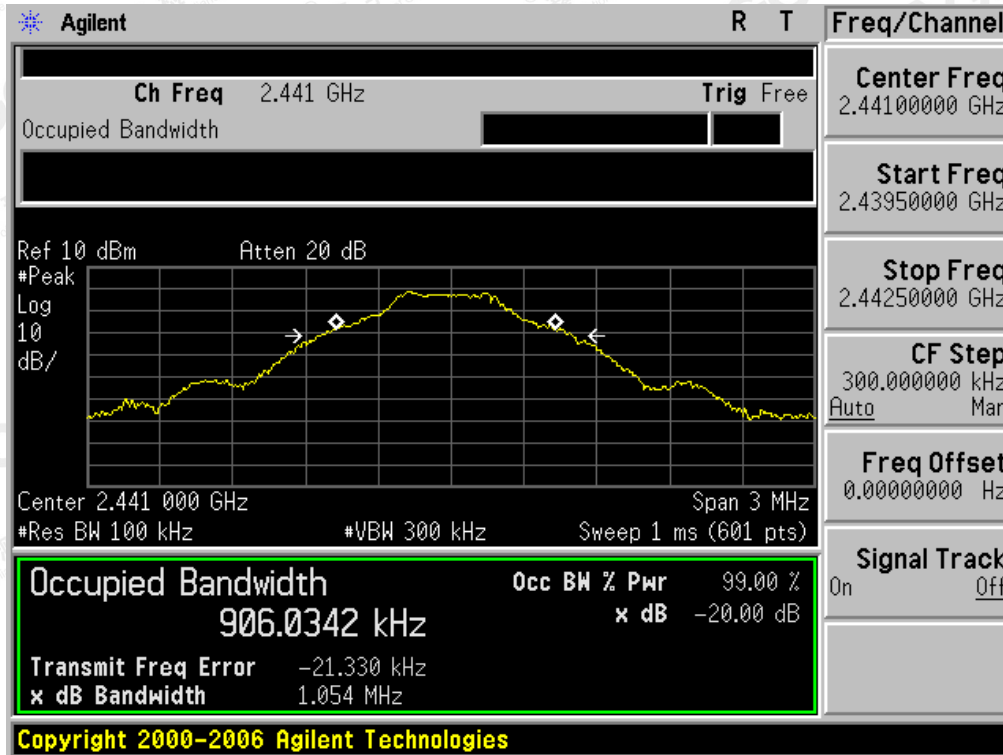 Agilent R T Freq/Channel
Ch Freq 2.441 GHz Trig Free
Occupied Bandwidth
Center Freq
2.44100000 GHz
Start Freq
2.43950000 GHz
Stop Freq
2.44250000 GHz
CF Step
300.000000 kHz
Auto Man
Freq Offset
0.00000000 Hz
Signal Track
On Off
Ref 10 dBm Atten 20 dB
#Peak
Log
10
dB/
Center 2.441 000 GHz Span 3 MHz
#Res BW 100 kHz #VBW 300 kHz Sweep 1 ms (601 pts)
Occupied Bandwidth Occ BW % Pwr 99.00 %
906.0342 kHz x dB -20.00 dB
Transmit Freq Error -21.330 kHz
x dB Bandwidth 1.054 MHz
Copyright 2000-2006 Agilent Technologies